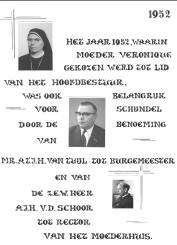 1952
HET JAAR 1952, WAARIN
MOEDER VERONIQUE
GEKOZEN WERD TOT LID
VAN HET HOOFDBESTUUR,
WAS OOK BELANGRIJK
VOOR SCHIJNDEL
DOOR DE BENOEMING
VAN
MR. A.T.J.H. VAN TUIJL TOT BURGEMEESTER
EN VAN
DE Z.E.W. HEER
A.J.H. V.D. SCHOOR
TOT RECTOR
VAN HET MOEDERHUIS.